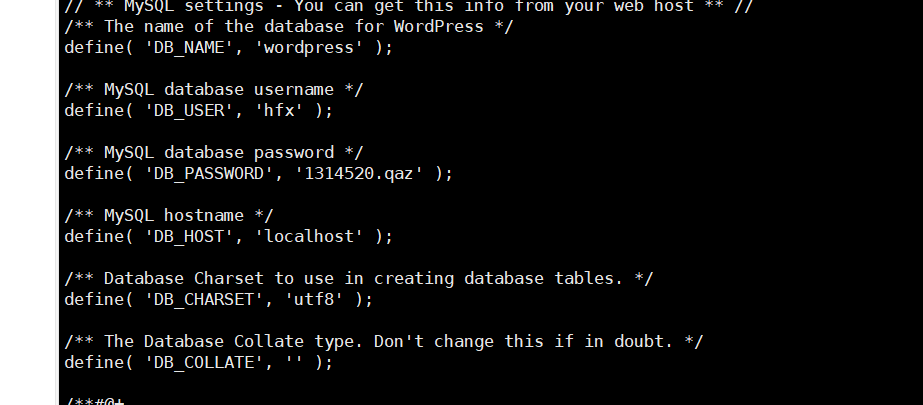 // ** MySQL settings - You can get this info from your web host ** //
/** The name of the database for WordPress */
define( 'DB_NAME', 'wordpress' );
/** MySQL database username */
define( 'DB_USER', 'hfx' );
/** MySQL database password */
define( 'DB_PASSWORD', '1314520.qaz' );
/** MySQL hostname */
define( 'DB_HOST', 'localhost' );
/** Database Charset to use in creating database tables. */
define( 'DB_CHARSET', 'utf8' );
/** The Database Collate type. Don't change this if in doubt. */
define( 'DB_COLLATE', '' );
/**#@+